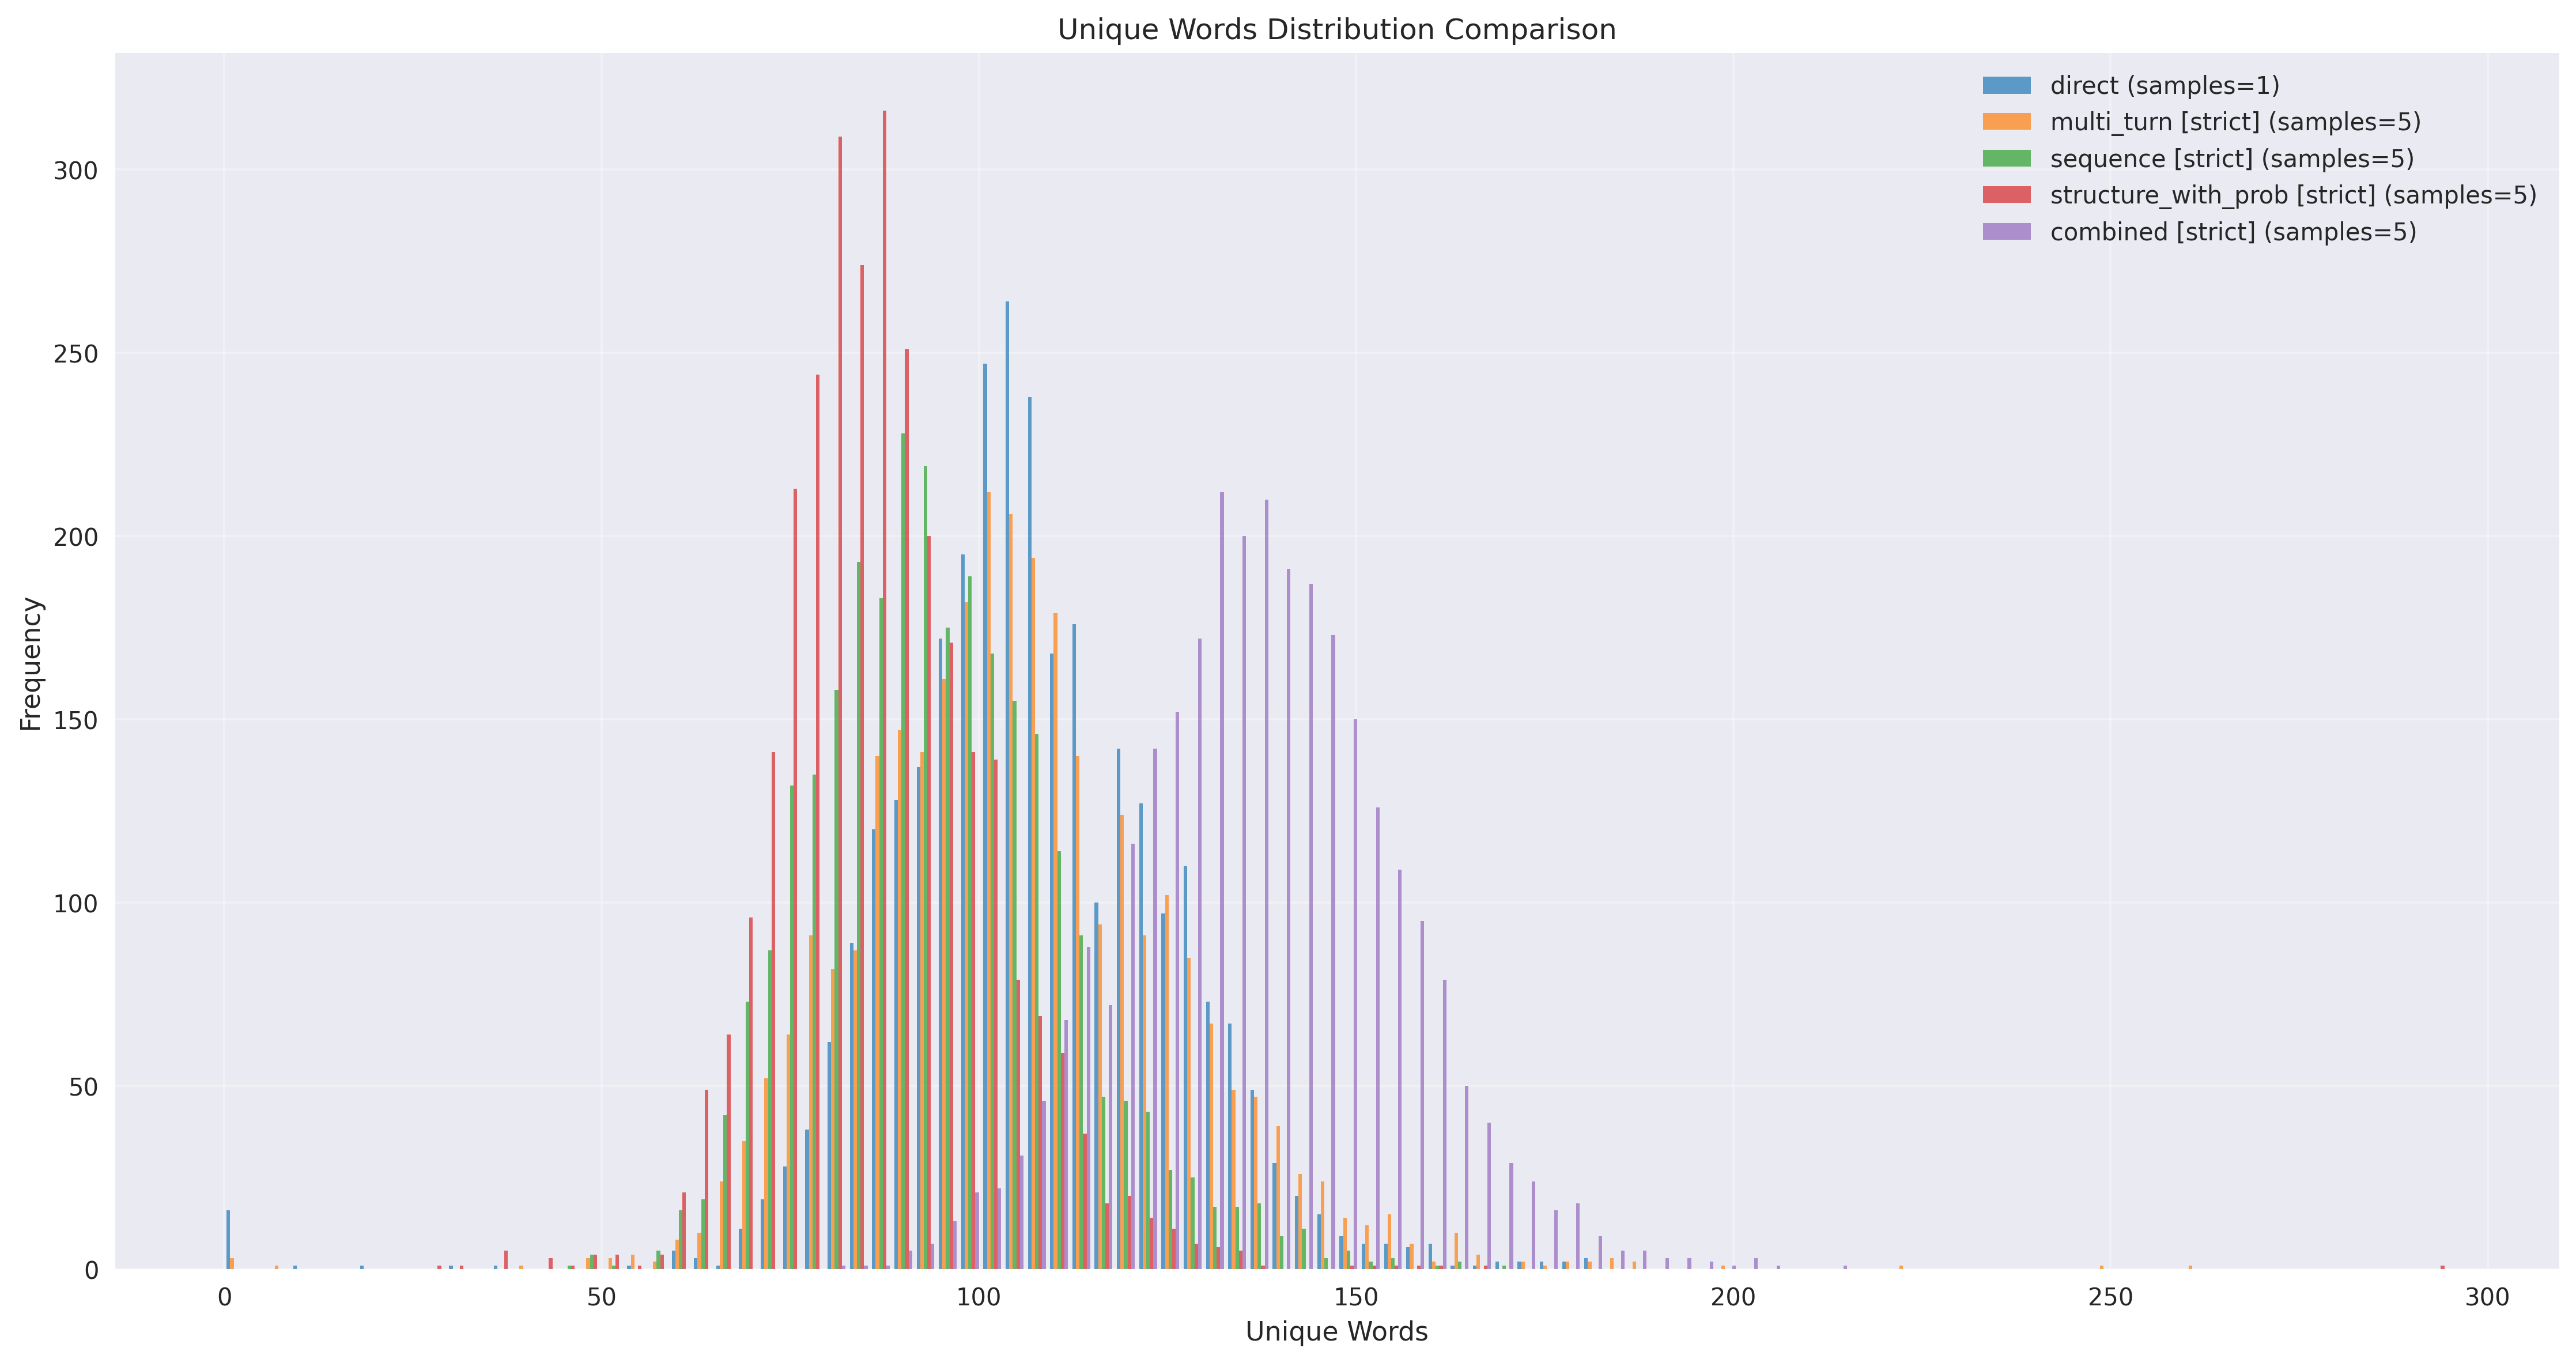 Unique Words Distribution Comparison
direct (samples=1)
multi_turn [strict] (samples=5)
sequence [strict] (samples=5)
structure_with_prob [strict] (samples=5)
combined [strict] (samples=5)
Frequency
300
250
200
150
100
50
0
0 50 100 150 200 250 300
Unique Words